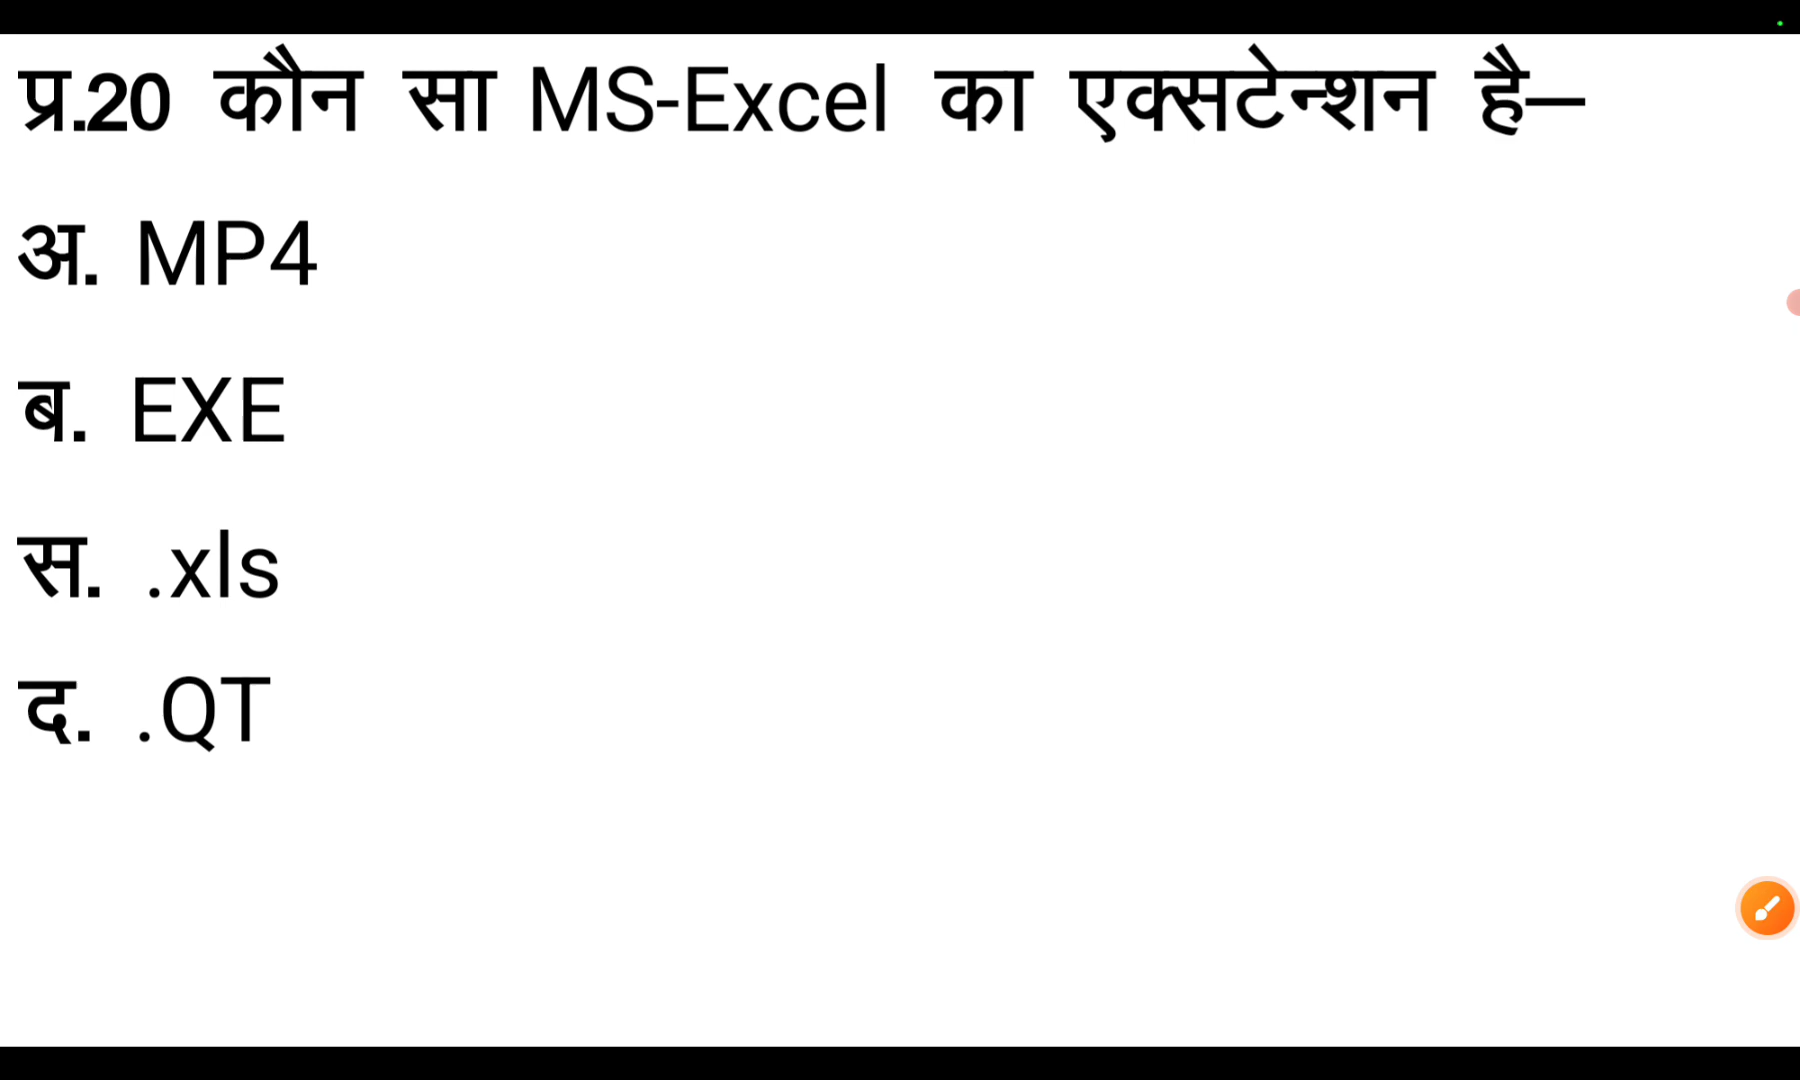 प्र.20 कौन सा MS-Excel का एक्सटेन्शन है–
अ. MP4
ब. EXE
स. .xls
द. .QT